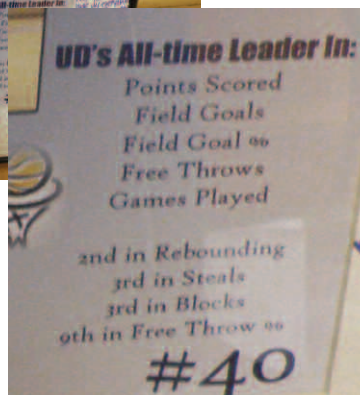 UD's All-time Leader In:
Points Scored
Field Goals
Field Goal %
Free Throws
Games Played
2nd in Rebounding
3rd in Steals
3rd in Blocks
9th in Free Throw %
#40